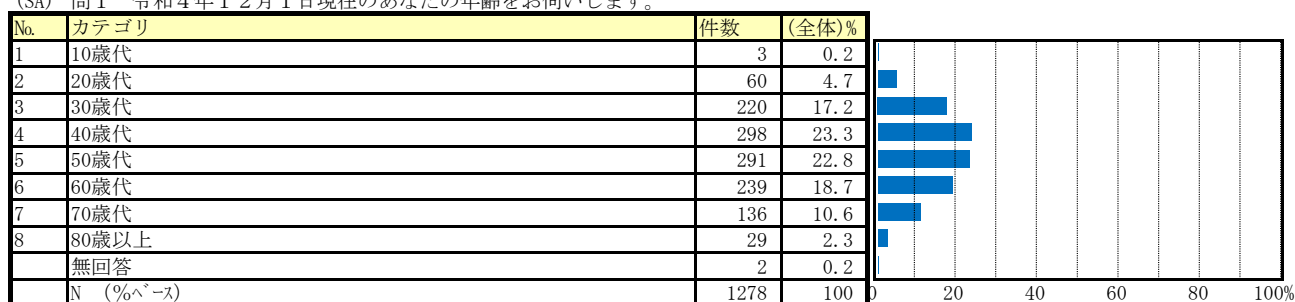 (SA) 問1 令和4年12月1日現在のあなたの年齢をお伺いします。
№ カテゴリ 件数 (全体)%
1 10歳代 3 0.2
2 20歳代 60 4.7
3 30歳代 220 17.2
4 40歳代 298 23.3
5 50歳代 291 22.8
6 60歳代 239 18.7
7 70歳代 136 10.6
8 80歳以上 29 2.3
無回答 2 0.2
N (%ﾍﾞｰｽ) 1278 100
0 20 40 60 80 100%